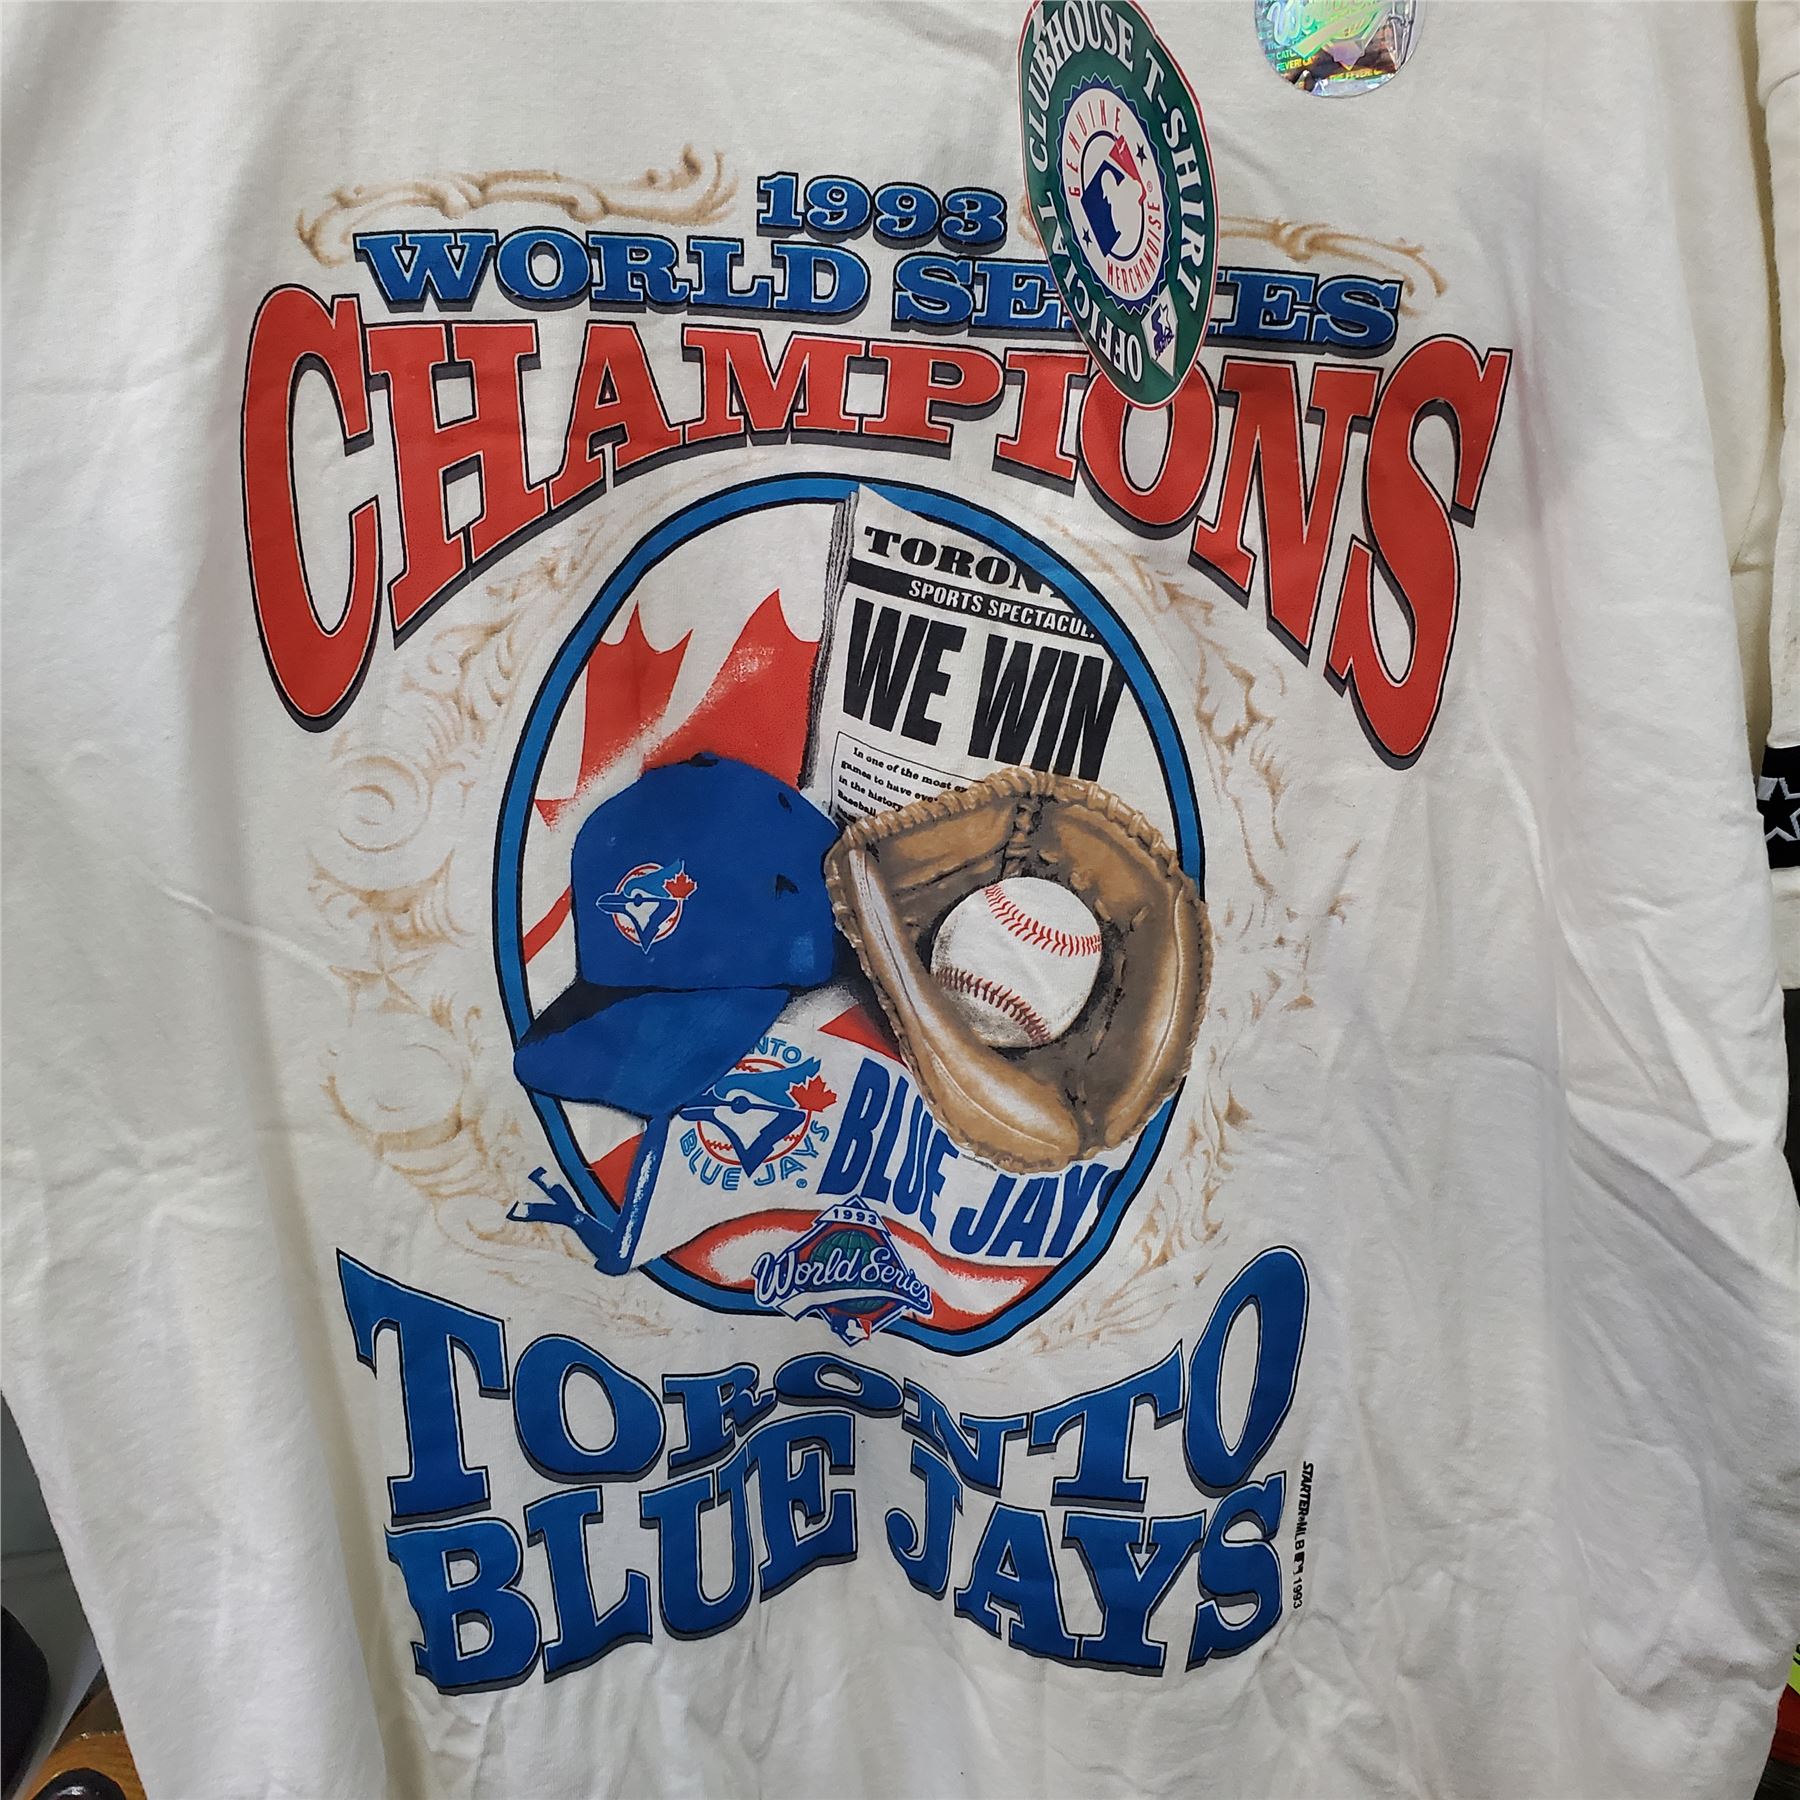 OFFICIAL CLUBHOUSE T-SHIRT
GENUINE
MERCHANDISE
1993
WORLD SERIES
CHAMPIONS
TORON
SPORTS SPECTACUL
WE WIN
In one of the most
games to have eve
in the history
Baseball
BLUE JAYS
BLUE JAYS
1993
World Series
TORONTO
BLUE JAYS
STARTER® MLB 1993